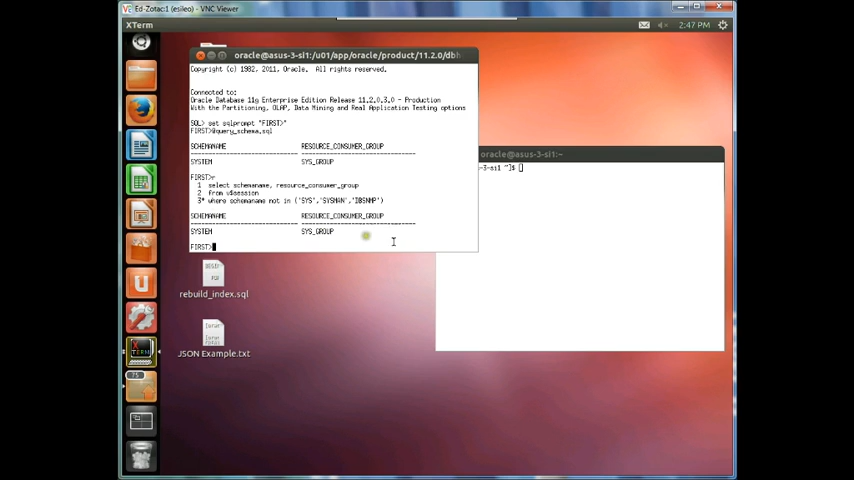 Ed-Zotac:1 (esileo) - VNC Viewer
XTerm
2:47 PM
oracle@asus-3-sl1:/u01/app/oracle/product/11.2.0/dbh
Copyright (c) 1982, 2011, Oracle.  All rights reserved.
Connected to:
Oracle Database 11g Enterprise Edition Release 11.2.0.3.0 - Production
With the Partitioning, OLAP, Data Mining and Real Application Testing options
SQL> set sqlprompt "FIRST>"
FIRST>@query_schema.sql
SCHEMANAME RESOURCE_CONSUMER_GROUP
SYSTEM SYS_GROUP
FIRST>r
1 select schemaname, resource_consumer_group
2 from v$session
3* where schemaname not in ('SYS','SYSMAN','DBSNMP')
SCHEMANAME RESOURCE_CONSUMER_GROUP
SYSTEM SYS_GROUP
FIRST>
oracle@asus-3-sl1:~
-3-sl1 ~]$
rebuild_index.sql
JSON Example.txt